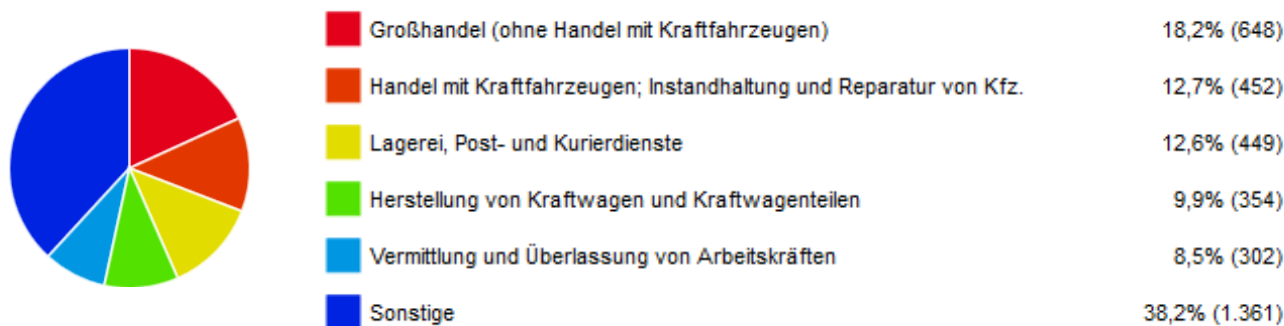 Großhandel (ohne Handel mit Kraftfahrzeugen) 18,2% (648)
Handel mit Kraftfahrzeugen; Instandhaltung und Reparatur von Kfz. 12,7% (452)
Lagerei, Post- und Kurierdienste 12,6% (449)
Herstellung von Kraftwagen und Kraftwagenteilen 9,9% (354)
Vermittlung und Überlassung von Arbeitskräften 8,5% (302)
Sonstige 38,2% (1.361)